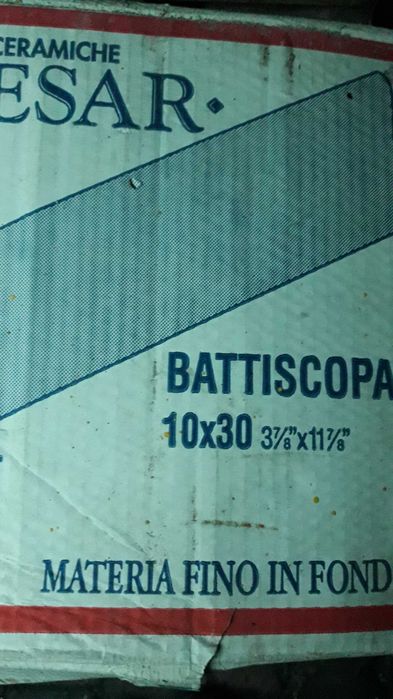 CERAMICHE
ESAR
BATTISCOPA
10x30 3⅞"x11⅞"
MATERIA FINO IN FOND